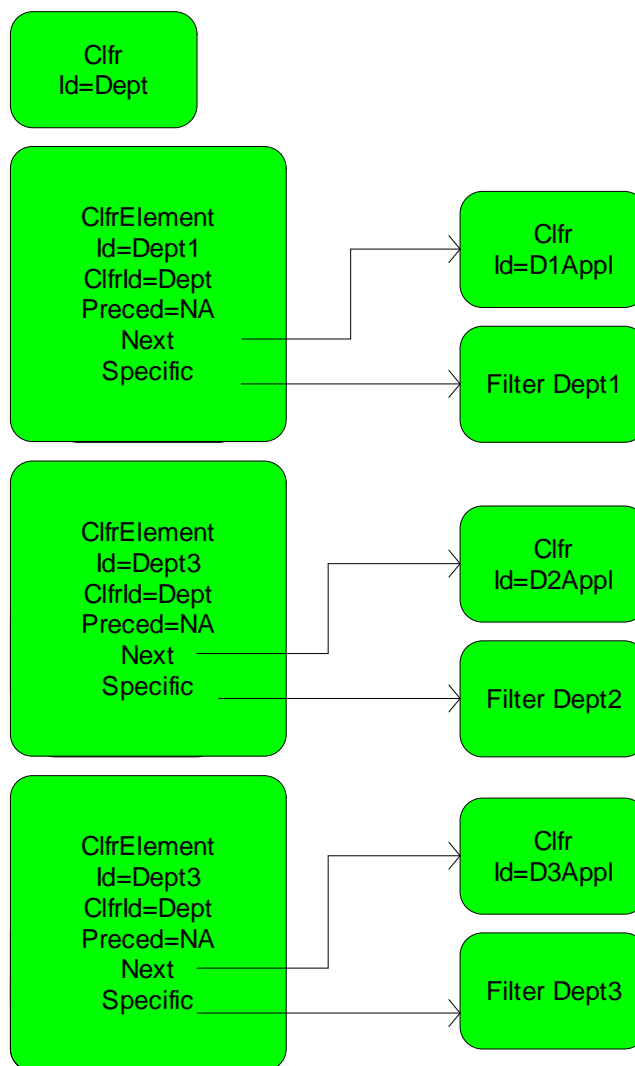 Clfr
Id=Dept
ClfrElement
Id=Dept1
ClfrId=Dept
Preced=NA
Next
Specific
Clfr
Id=D1Appl
Filter Dept1
ClfrElement
Id=Dept3
ClfrId=Dept
Preced=NA
Next
Specific
Clfr
Id=D2Appl
Filter Dept2
ClfrElement
Id=Dept3
ClfrId=Dept
Preced=NA
Next
Specific
Clfr
Id=D3Appl
Filter Dept3